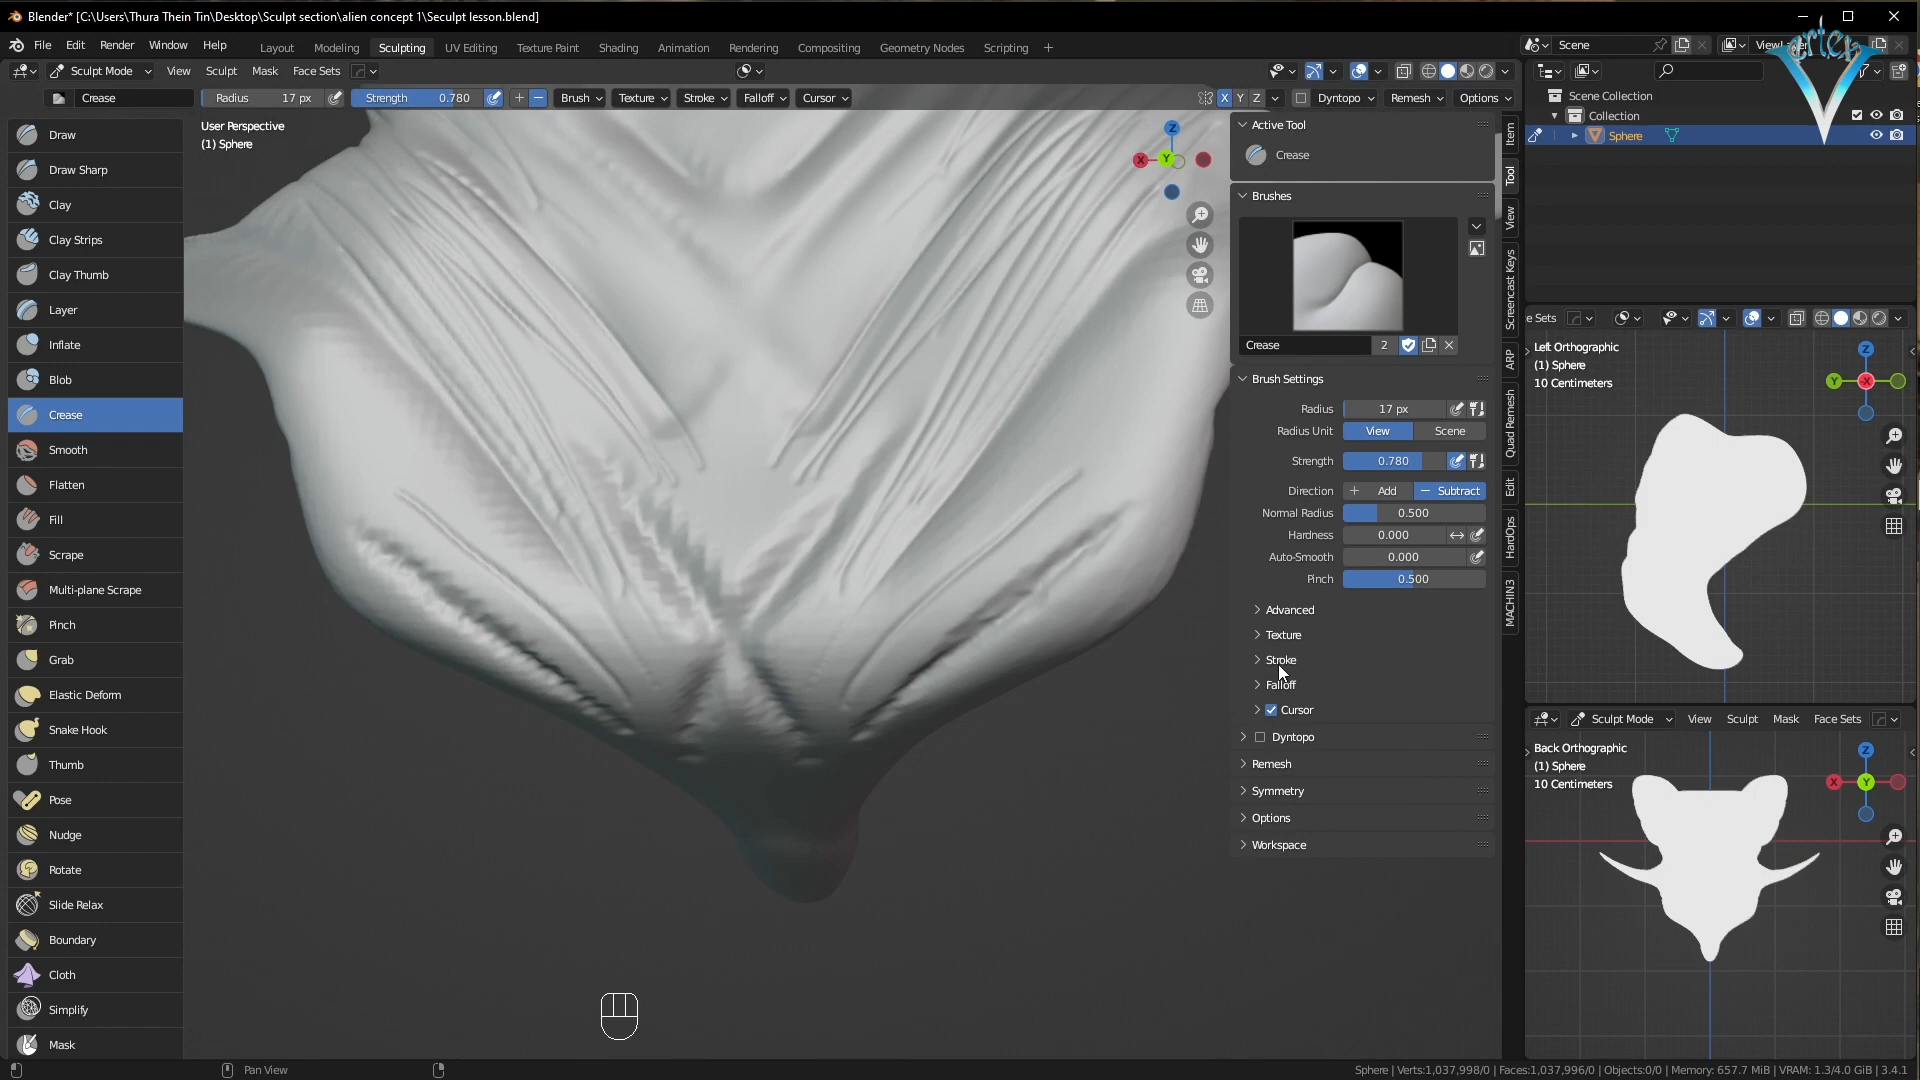 Blender* [C:\Users\Thura Thein Tin\Desktop\Sculpt section\alien concept 1\Seculpt lesson.blend]
File Edit Render Window Help Layout Modeling Sculpting UV Editing Texture Paint Shading Animation Rendering Compositing Geometry Nodes Scripting + Scene
Sculpt Mode View Sculpt Mask Face Sets
Crease Radius 17 px Strength 0.780 Brush Texture Stroke Falloff Cursor X Y Z Dyntopo Remesh Options
User Perspective
(1) Sphere
Draw
Draw Sharp
Clay
Clay Strips
Clay Thumb
Layer
Inflate
Blob
Crease
Smooth
Flatten
Fill
Scrape
Multi-plane Scrape
Pinch
Grab
Elastic Deform
Snake Hook
Thumb
Pose
Nudge
Rotate
Slide Relax
Boundary
Cloth
Simplify
Mask
Z
X Y
Active Tool
Crease
Brushes
Crease 2
Brush Settings
Radius 17 px
Radius Unit View Scene
Strength 0.780
Direction + Add − Subtract
Normal Radius 0.500
Hardness 0.000
Auto-Smooth 0.000
Pinch 0.500
Advanced
Texture
Stroke
Falloff
Cursor
Dyntopo
Remesh
Symmetry
Options
Workspace
Item
Tool
View
Screencast Keys
ARP
Quad Remesh
Edit
HardOps
MACHIN3
ertex
Scene Collection
Collection
Sphere
e Sets
Left Orthographic
(1) Sphere
10 Centimeters
Z
Y X
Sculpt Mode View Sculpt Mask Face Sets
Back Orthographic
(1) Sphere
10 Centimeters
Z
X Y
Pan View
Sphere | Verts:1,037,998/0 | Faces:1,037,996/0 | Objects:0/0 | Memory: 657.7 MiB | VRAM: 1.3/4.0 GiB | 3.4.1